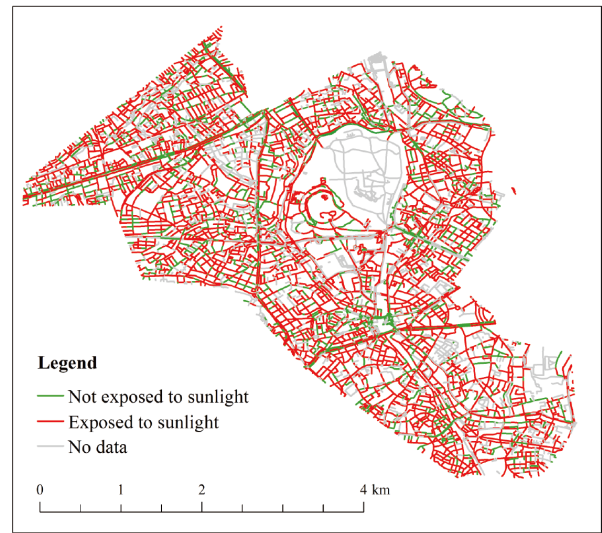 Legend
Not exposed to sunlight
Exposed to sunlight
No data
0 1 2 4 km